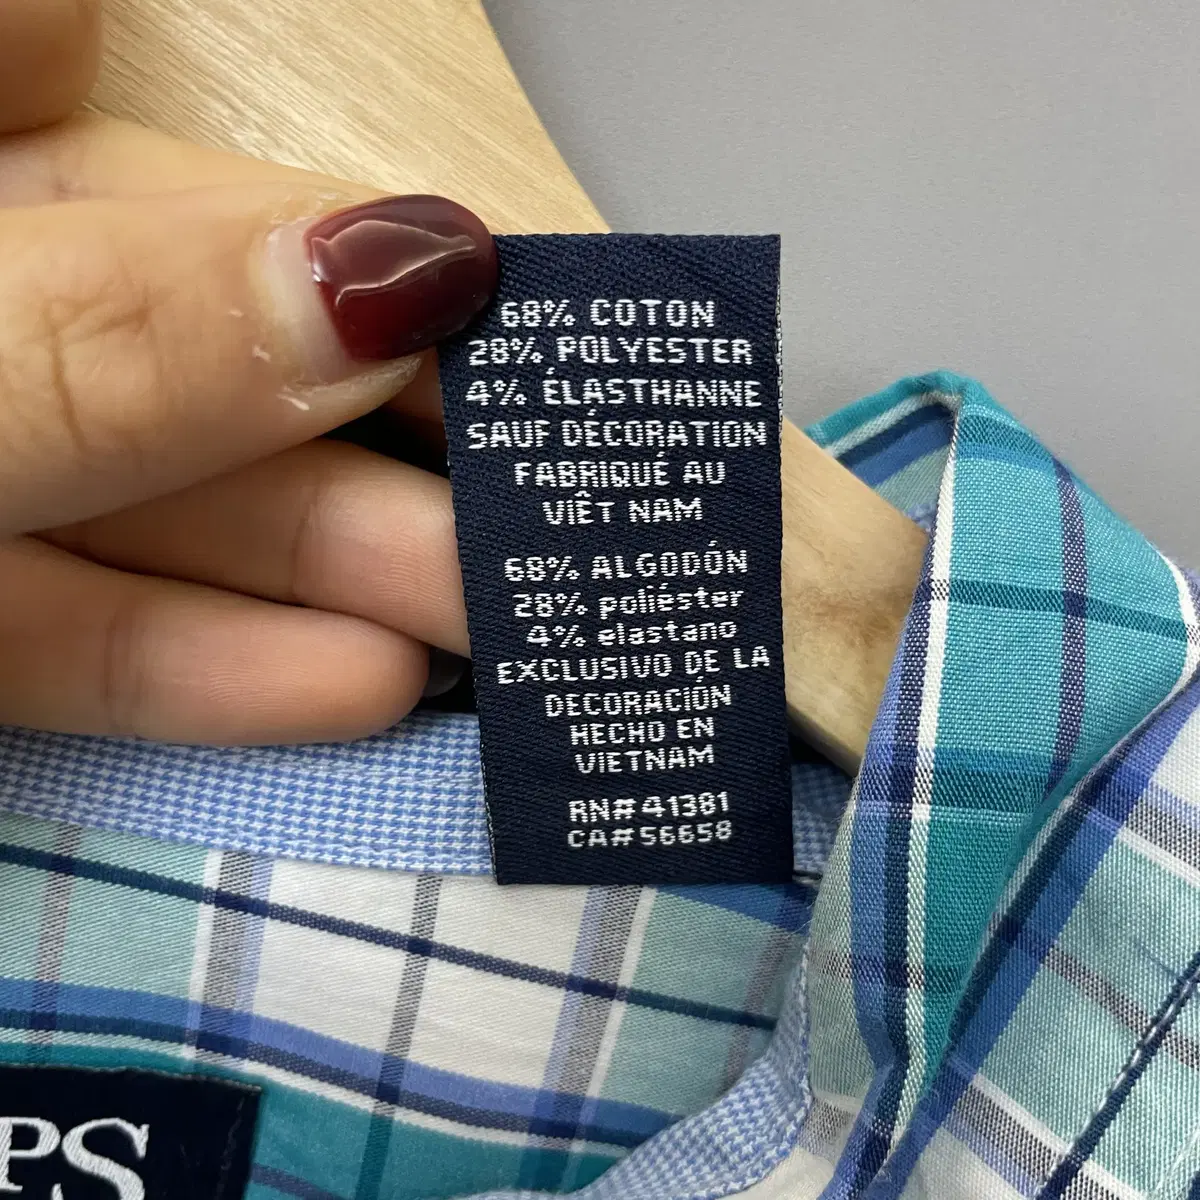 68% COTON
28% POLYESTER
4% ÉLASTHANNE
SAUF DÉCORATION
FABRIQUÉ AU
VIÊT NAM
68% ALGODÓN
28% poliéster
4% elastano
EXCLUSIVO DE LA
DECORACIÓN
HECHO EN
VIETNAM
RN# 41381
CA# 56658
PS